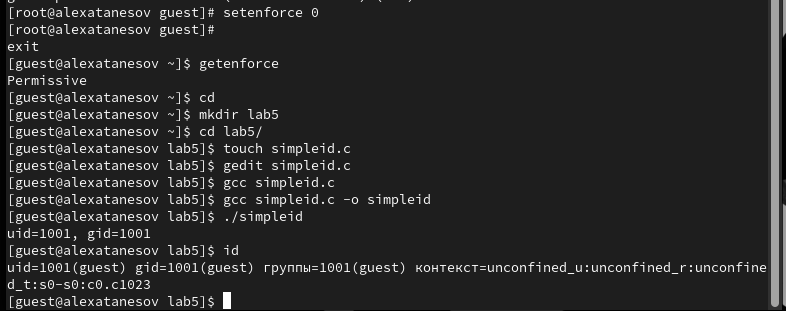 [root@alexatanesov guest]# setenforce 0
[root@alexatanesov guest]#
exit
[guest@alexatanesov ~]$ getenforce
Permissive
[guest@alexatanesov ~]$ cd
[guest@alexatanesov ~]$ mkdir lab5
[guest@alexatanesov ~]$ cd lab5/
[guest@alexatanesov lab5]$ touch simpleid.c
[guest@alexatanesov lab5]$ gedit simpleid.c
[guest@alexatanesov lab5]$ gcc simpleid.c
[guest@alexatanesov lab5]$ gcc simpleid.c -o simpleid
[guest@alexatanesov lab5]$ ./simpleid
uid=1001, gid=1001
[guest@alexatanesov lab5]$ id
uid=1001(guest) gid=1001(guest) группы=1001(guest) контекст=unconfined_u:unconfined_r:unconfine
d_t:s0-s0:c0.c1023
[guest@alexatanesov lab5]$